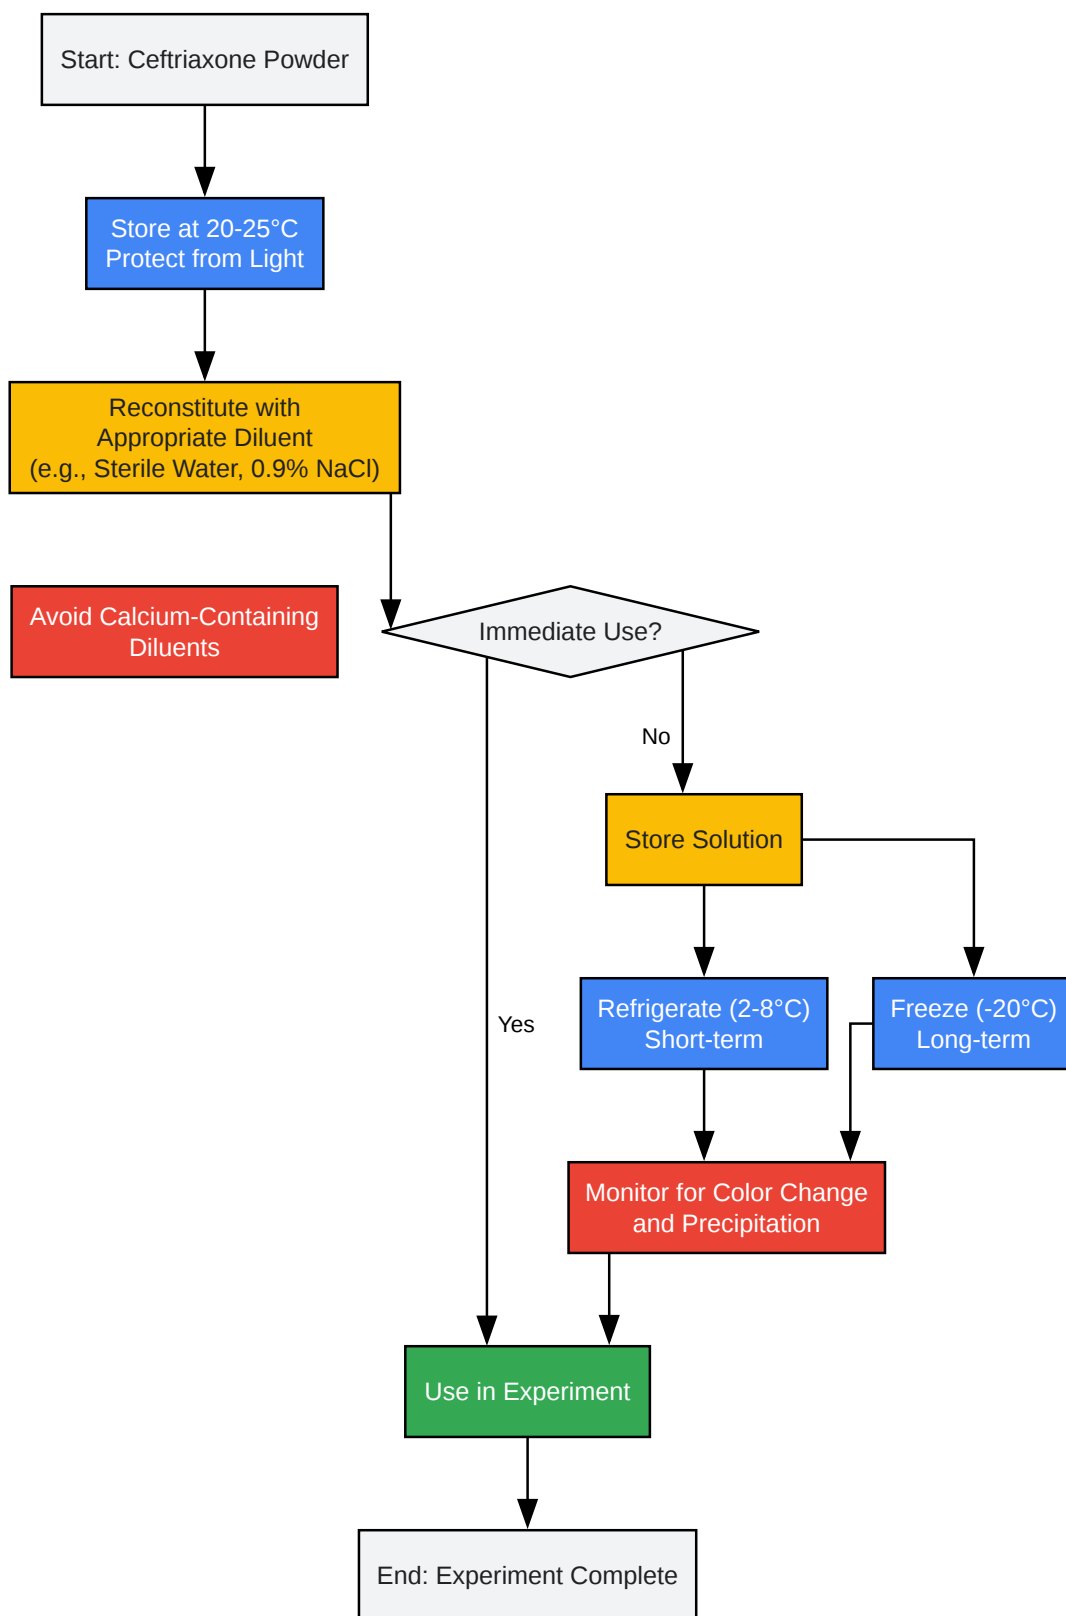 Start: Ceftriaxone Powder
Store at 20-25°C
Protect from Light
Reconstitute with
Appropriate Diluent
(e.g., Sterile Water, 0.9% NaCl)
Avoid Calcium-Containing
Diluents
Immediate Use?
No
Store Solution
Yes
Refrigerate (2-8°C)
Short-term
Freeze (-20°C)
Long-term
Monitor for Color Change
and Precipitation
Use in Experiment
End: Experiment Complete